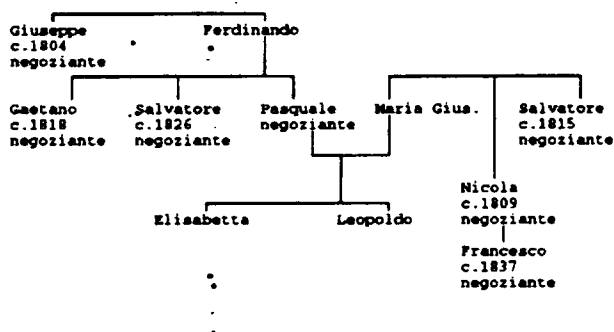 Giuseppe
c.1804
negoziante
Ferdinando
Gaetano
c.1818
negoziante
Salvatore
c.1826
negoziante
Pasquale
negoziante
Maria Gius.
Salvatore
c.1815
negoziante
Elisabetta
Leopoldo
Nicola
c.1809
negoziante
Francesco
c.1837
negoziante